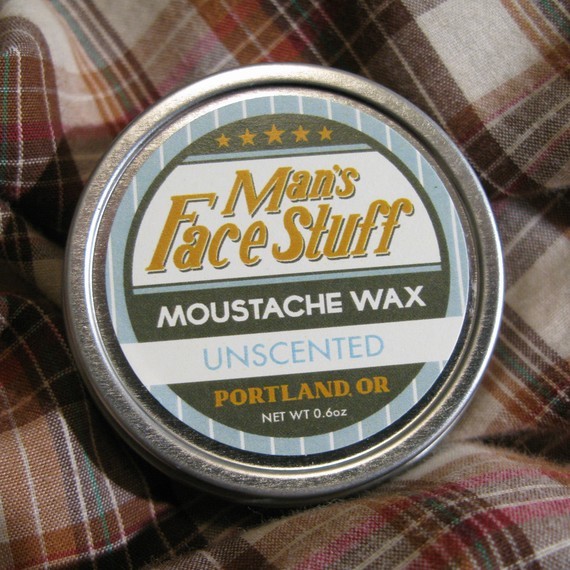 Man's
Face Stuff
MOUSTACHE WAX
UNSCENTED
PORTLAND, OR
NET WT 0.6oz